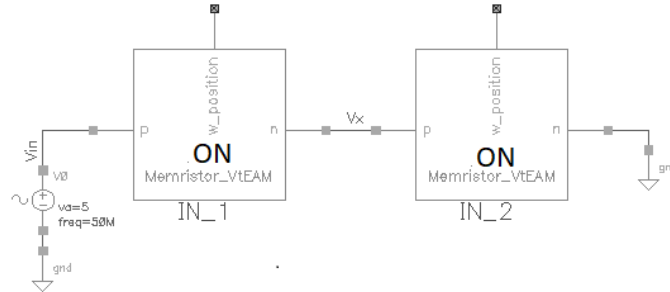 w_position
w_position
Vin
p
n
Vx
p
n
ON
ON
Memristor_VtEAM
Memristor_VtEAM
V0
va=5
freq=50M
IN_1
IN_2
gnd
gn